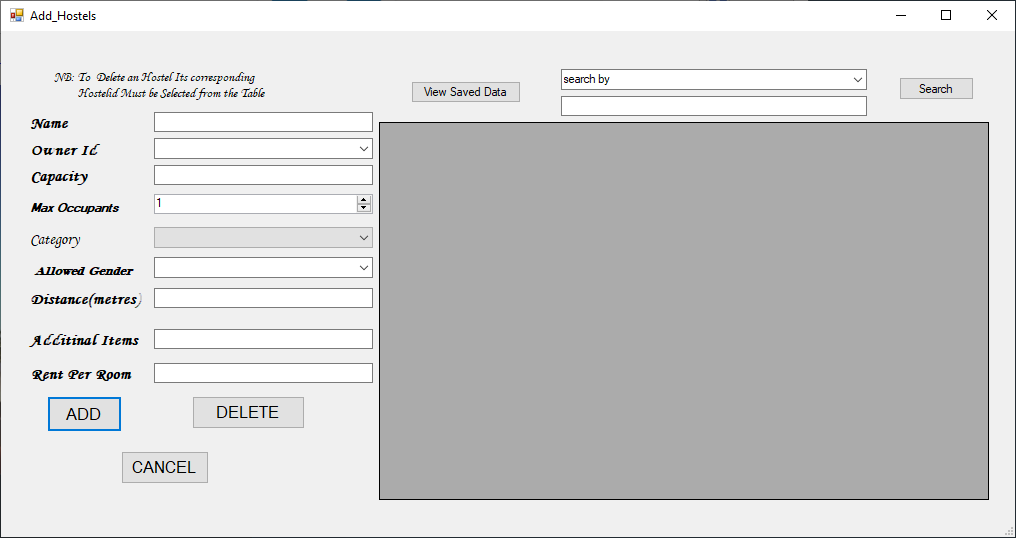 Add_Hostels
NB: To Delete an Hostel Its corresponding
Hostelid Must be Selected from the Table
View Saved Data
search by
Search
Name
Owner Id
Capacity
Max Occupants
1
Category
Allowed Gender
Distance(metres)
Additinal Items
Rent Per Room
ADD
DELETE
CANCEL